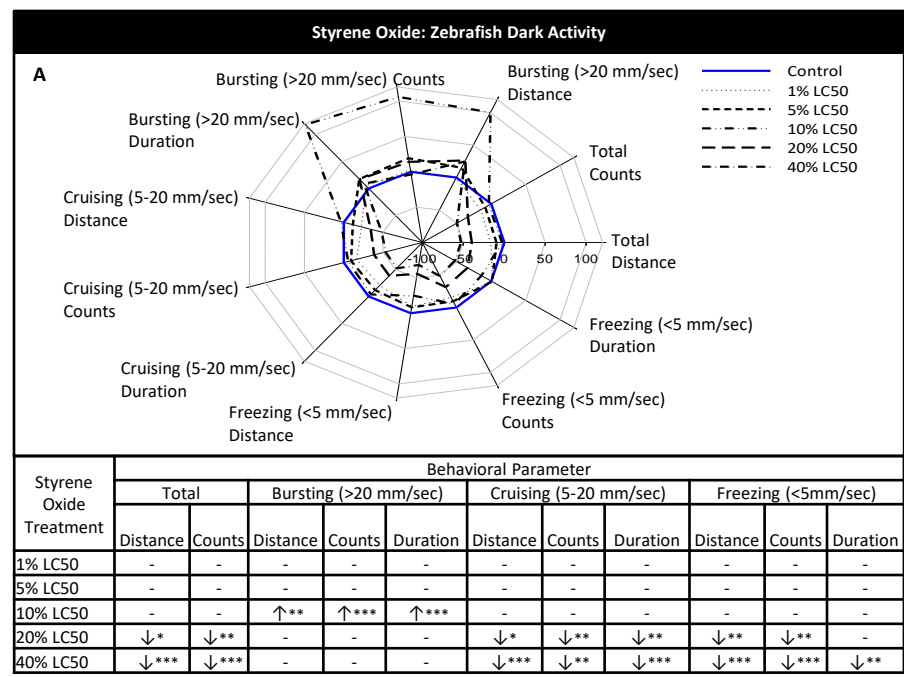 Styrene Oxide: Zebrafish Dark Activity
A
Bursting (>20 mm/sec) Counts
Bursting (>20 mm/sec)
Distance
Control
1% LC50
5% LC50
10% LC50
20% LC50
40% LC50
Bursting (>20 mm/sec)
Duration
Total
Counts
Cruising (5-20 mm/sec)
Distance
Total
Distance
-100 -50 0 50 100
Cruising (5-20 mm/sec)
Counts
Freezing (<5 mm/sec)
Duration
Cruising (5-20 mm/sec)
Duration
Freezing (<5 mm/sec)
Counts
Freezing (<5 mm/sec)
Distance
Styrene
Oxide
Treatment
Behavioral Parameter
Total Bursting (>20 mm/sec) Cruising (5-20 mm/sec) Freezing (<5mm/sec)
Distance Counts Distance Counts Duration Distance Counts Duration Distance Counts Duration
1% LC50 - - - - - - - - - - -
5% LC50 - - - - - - - - - - -
10% LC50 - - ↑** ↑*** ↑*** - - - - - -
20% LC50 ↓* ↓** - - - ↓* ↓** ↓** ↓** ↓** -
40% LC50 ↓*** ↓*** - - - ↓*** ↓** ↓*** ↓*** ↓*** ↓**